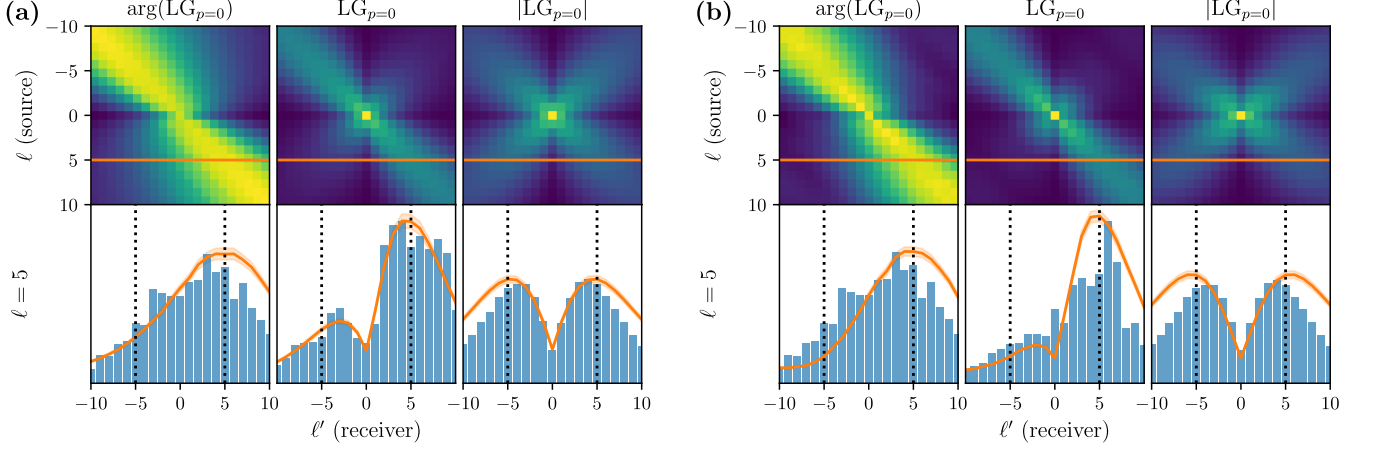 (a)
arg(LG_{p=0})
LG_{p=0}
|LG_{p=0}|
ℓ (source)
−10
−5
0
5
10
ℓ = 5
−10 −5 0 5 10
−5 0 5
−10 −5 0 5 10
ℓ′ (receiver)
(b)
arg(LG_{p=0})
LG_{p=0}
|LG_{p=0}|
ℓ (source)
−10
−5
0
5
10
ℓ = 5
−10 −5 0 5 10
−5 0 5
−10 −5 0 5 10
ℓ′ (receiver)